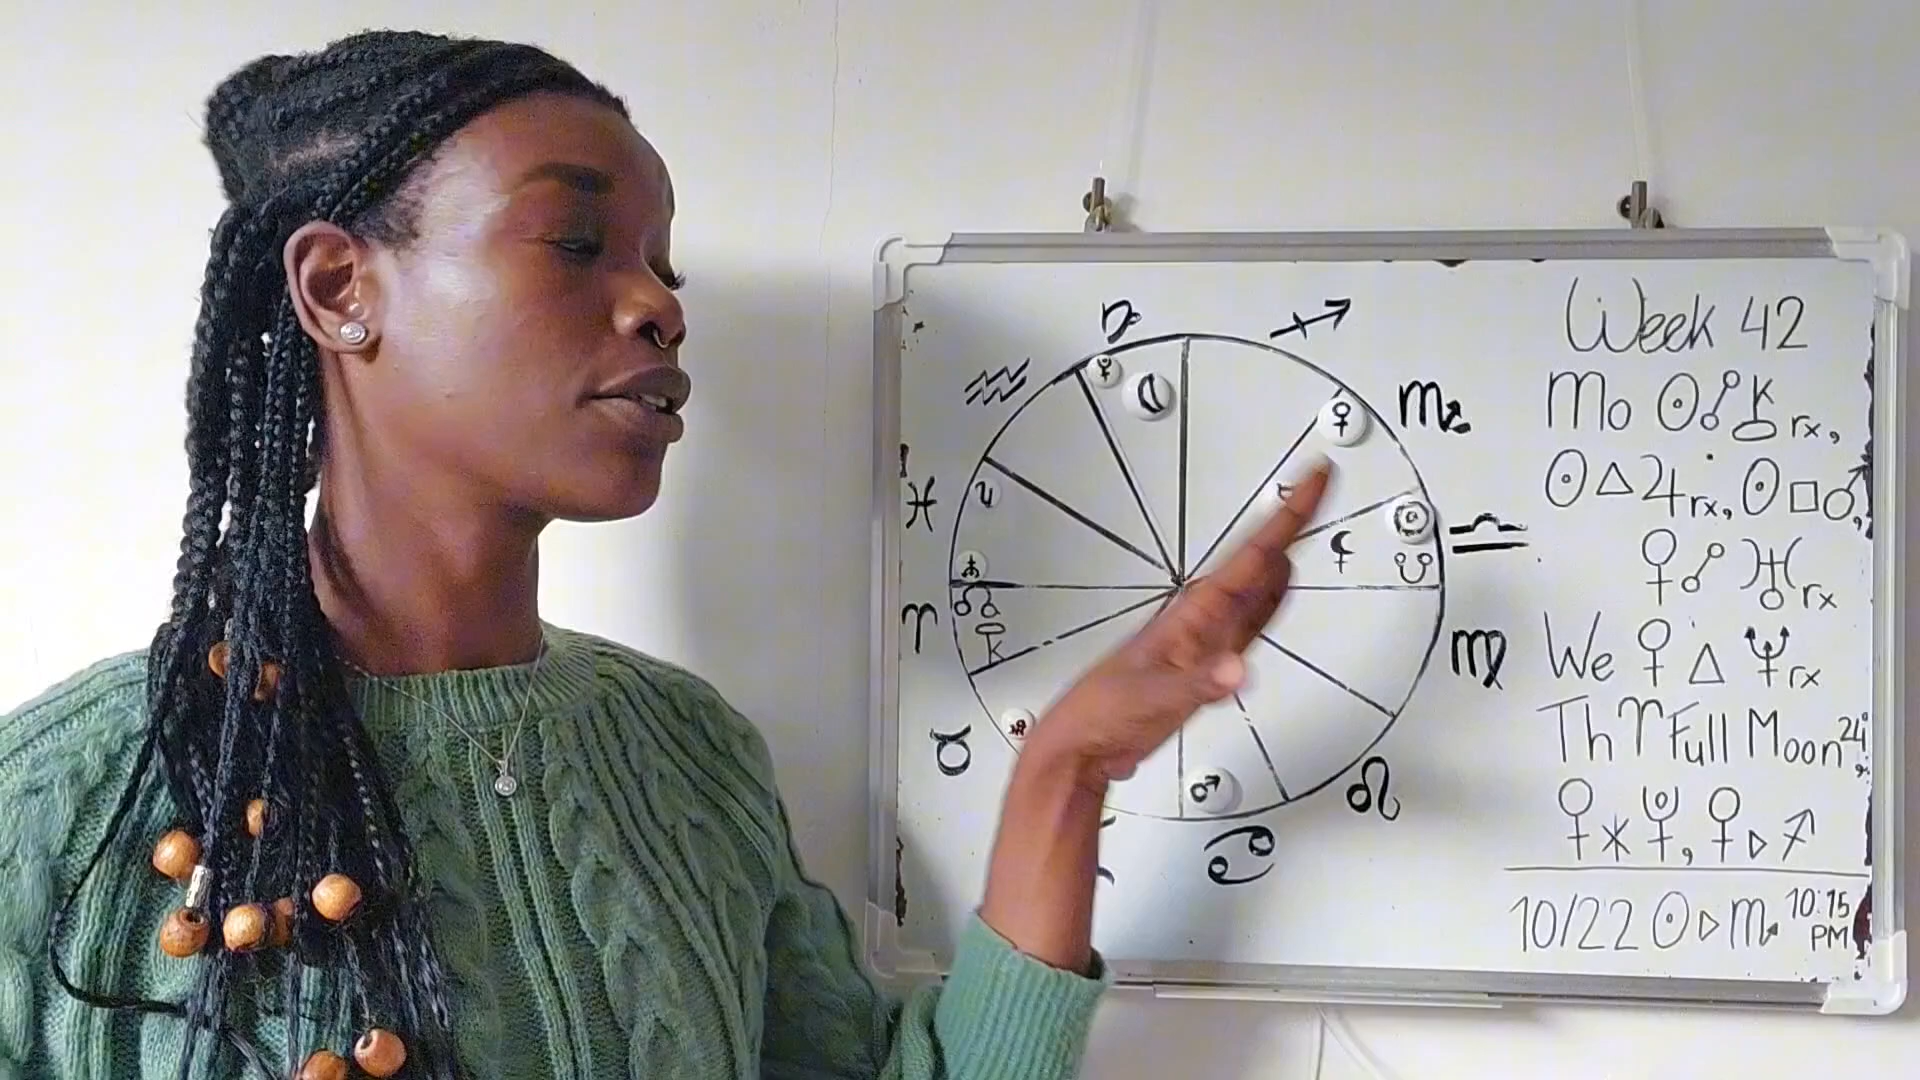 Week 42
Mo ☉☍⚷rx,
☉△♃rx, ☉□♂,
♀☍♅rx
We ♀△♆rx
Th ♈Full Moon 24°,
♀⚹♇, ♀▷♐
10/22 ☉▷♏ 10:15 PM
♑ ♐
♒ ♏
♓ ♎
♈ ♍
♉ ♌
♋